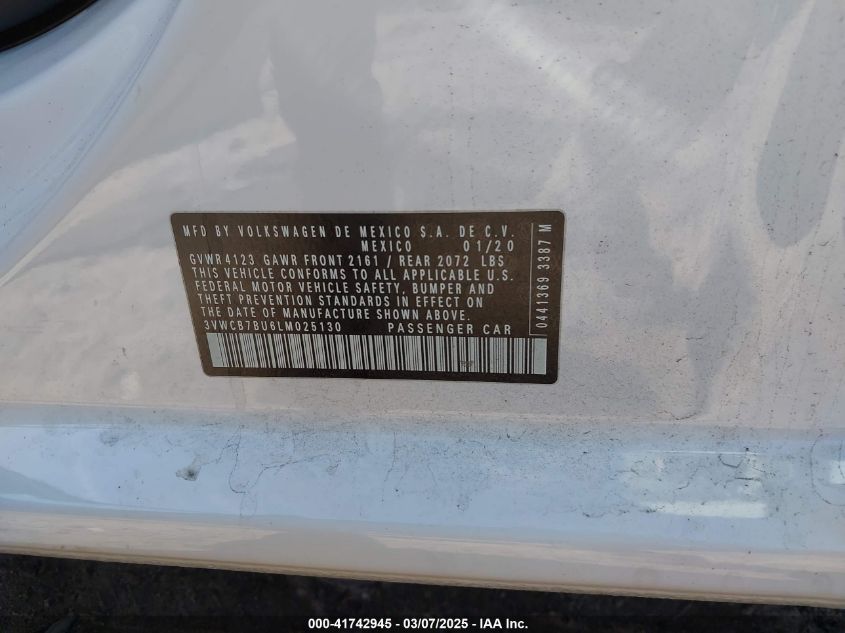 MFD BY VOLKSWAGEN DE MEXICO S.A. DE C.V.
MEXICO 01/20
GVWR 4123 GAWR FRONT 2161 / REAR 2072 LBS
THIS VEHICLE CONFORMS TO ALL APPLICABLE U.S.
FEDERAL MOTOR VEHICLE SAFETY, BUMPER AND
THEFT PREVENTION STANDARDS IN EFFECT ON
THE DATE OF MANUFACTURE SHOWN ABOVE.
3VWCB7BU6LM025130 PASSENGER CAR
0441369 3387 M
000-41742945 - 03/07/2025 - IAA Inc.